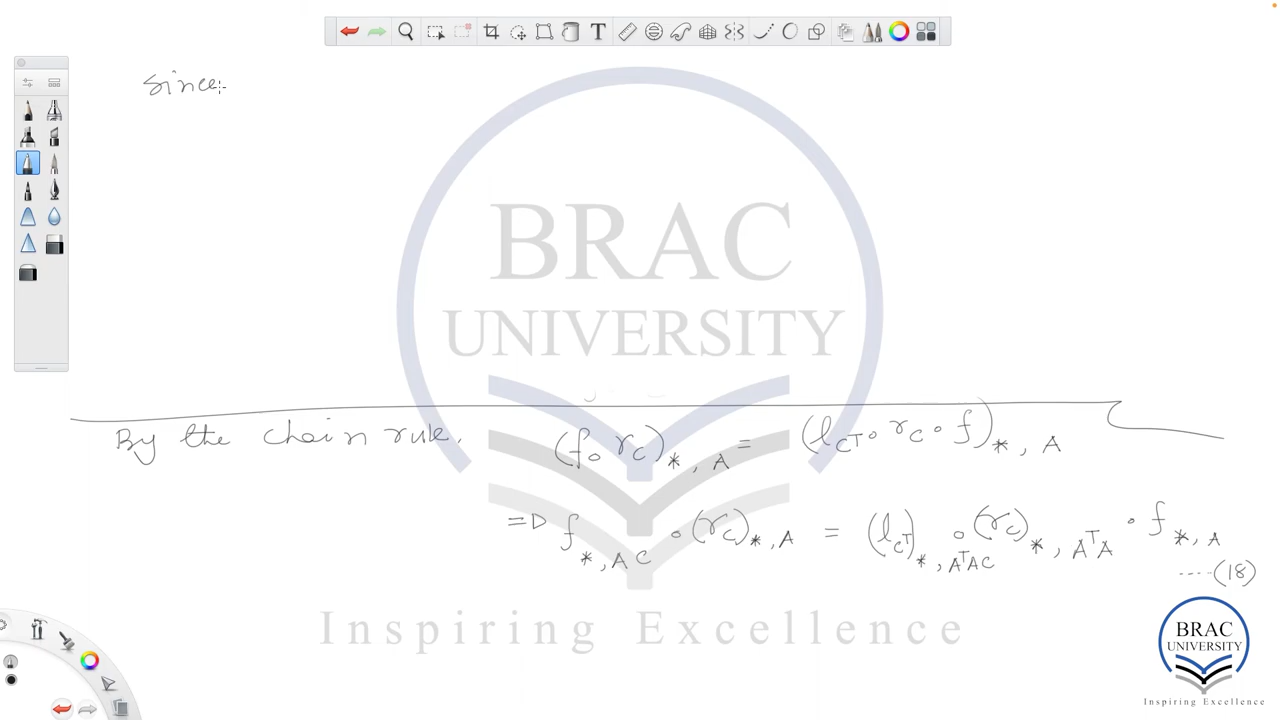 since
BRAC
UNIVERSITY
By the chain rule, (f∘r_C)_{*, A} = (l_{C^T}∘r_C∘f)_{*, A}
=> f_{*, AC} ∘ (r_C)_{*, A} = (l_{C^T})_{*, A^TAC} ∘ (r_C)_{*, A^TA} ∘ f_{*, A}
----(18)
Inspiring Excellence
BRAC
UNIVERSITY
Inspiring Excellence